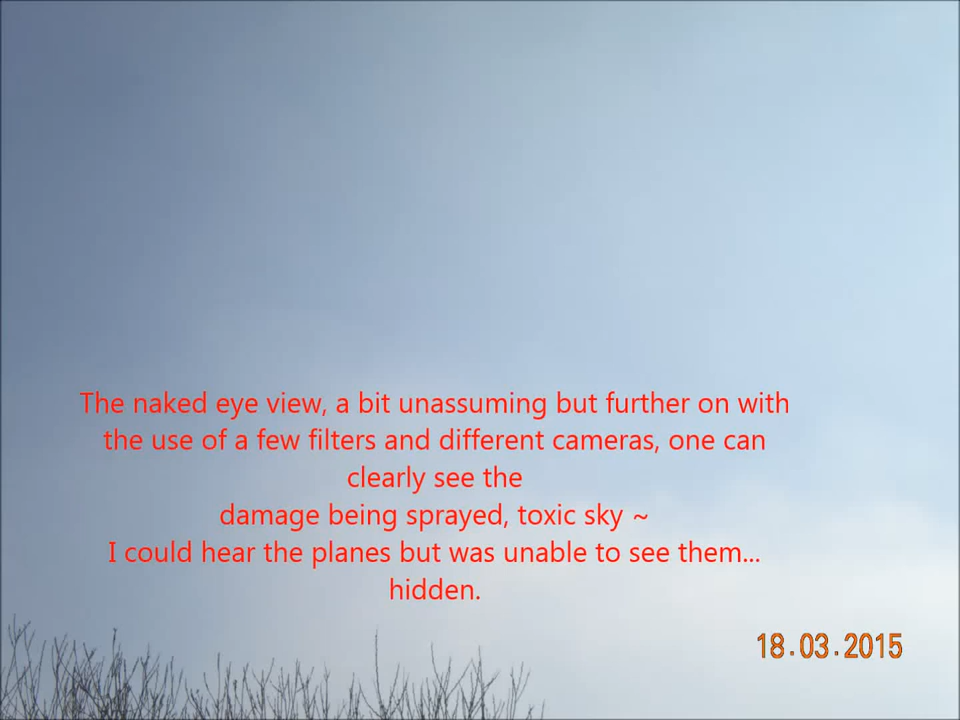 The naked eye view, a bit unassuming but further on with
the use of a few filters and different cameras, one can
clearly see the
damage being sprayed, toxic sky ~
I could hear the planes but was unable to see them...
hidden.
18.03.2015